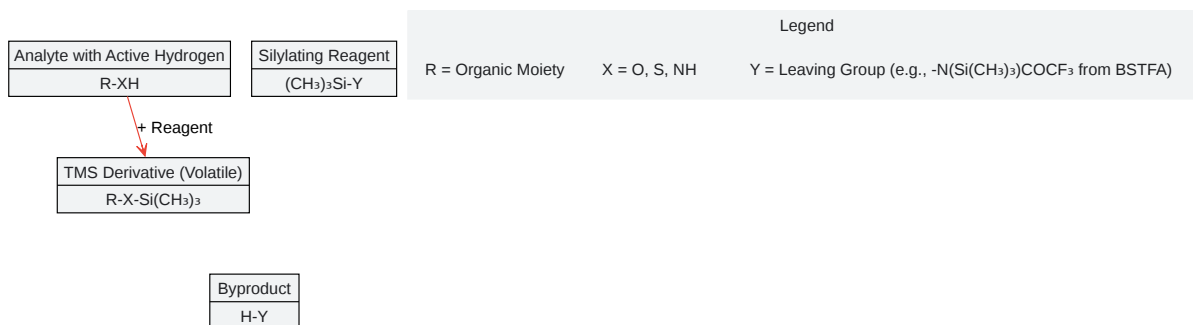 Legend
Analyte with Active Hydrogen
R-XH
Silylating Reagent
(CH₃)₃Si-Y
R = Organic Moiety
X = O, S, NH
Y = Leaving Group (e.g., -N(Si(CH₃)₃)COCF₃ from BSTFA)
+ Reagent
TMS Derivative (Volatile)
R-X-Si(CH₃)₃
Byproduct
H-Y